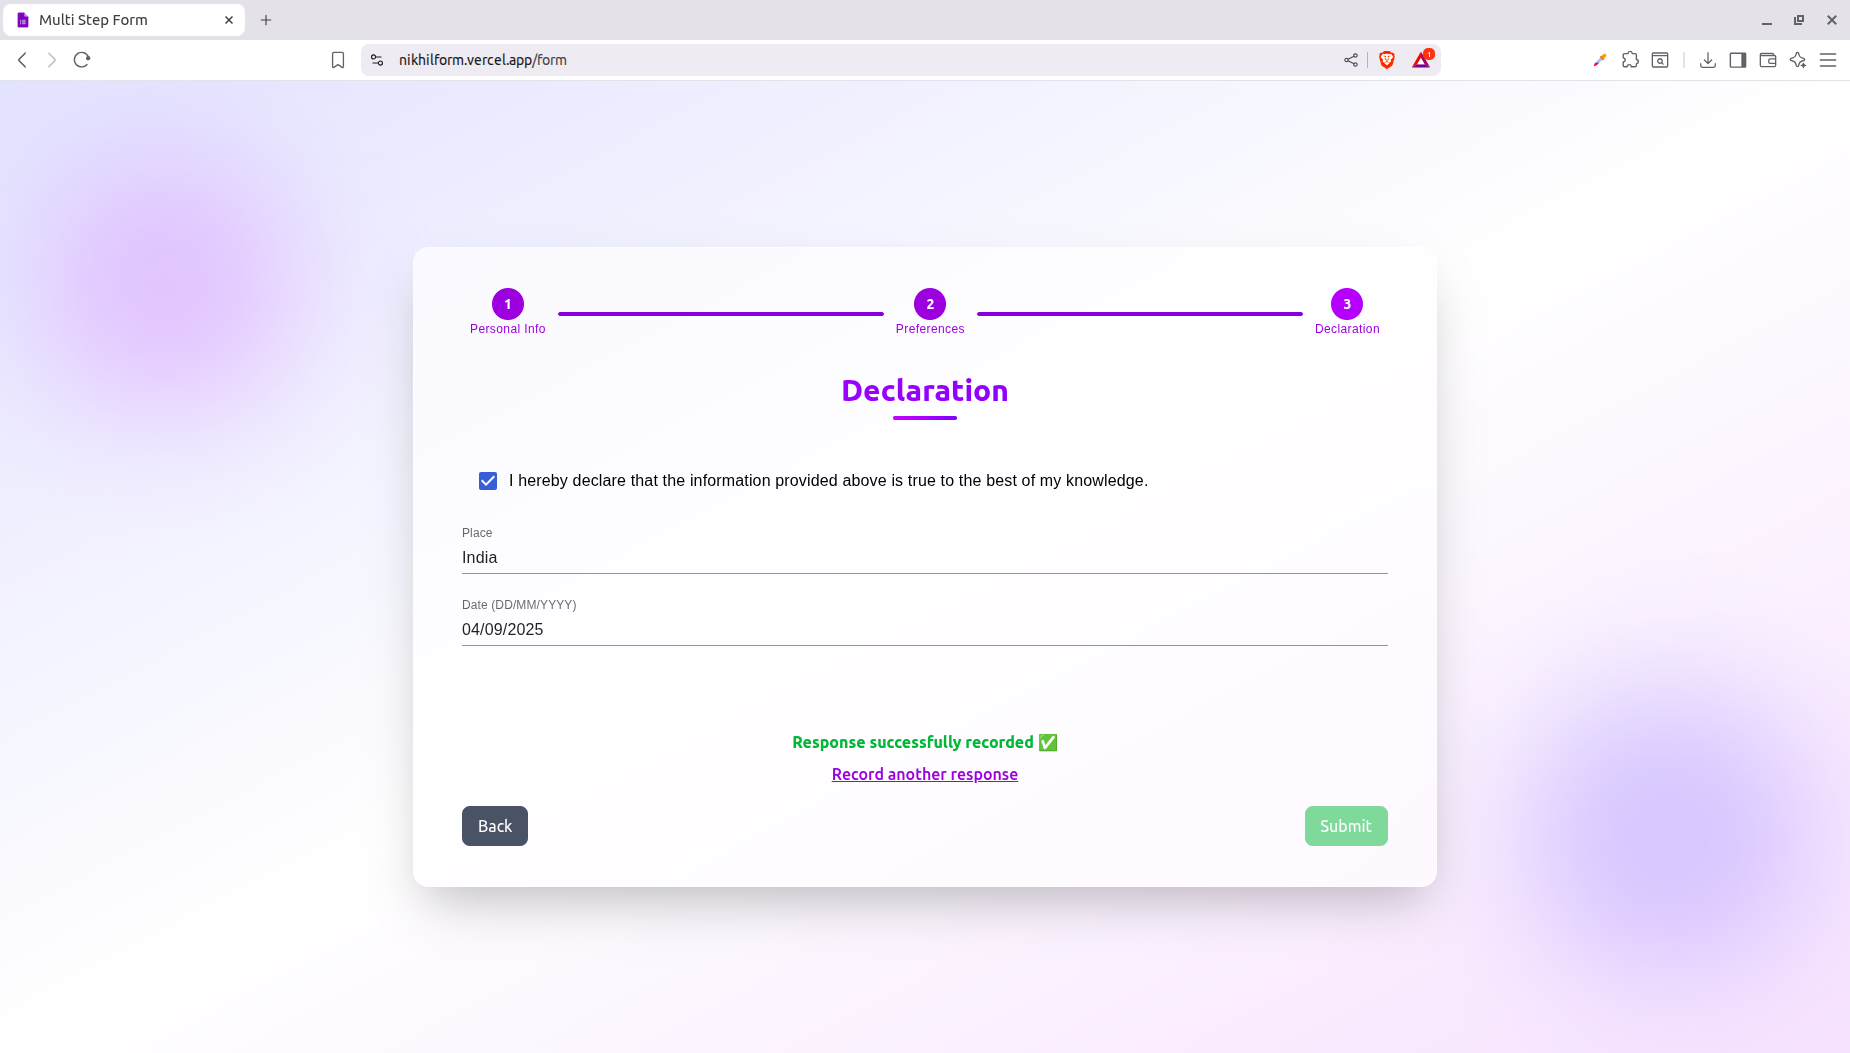 Multi Step Form
nikhilform.vercel.app/form
1
1
2
3
Personal Info
Preferences
Declaration
Declaration
I hereby declare that the information provided above is true to the best of my knowledge.
Place
India
Date (DD/MM/YYYY)
04/09/2025
Response successfully recorded ✅
Record another response
Back
Submit